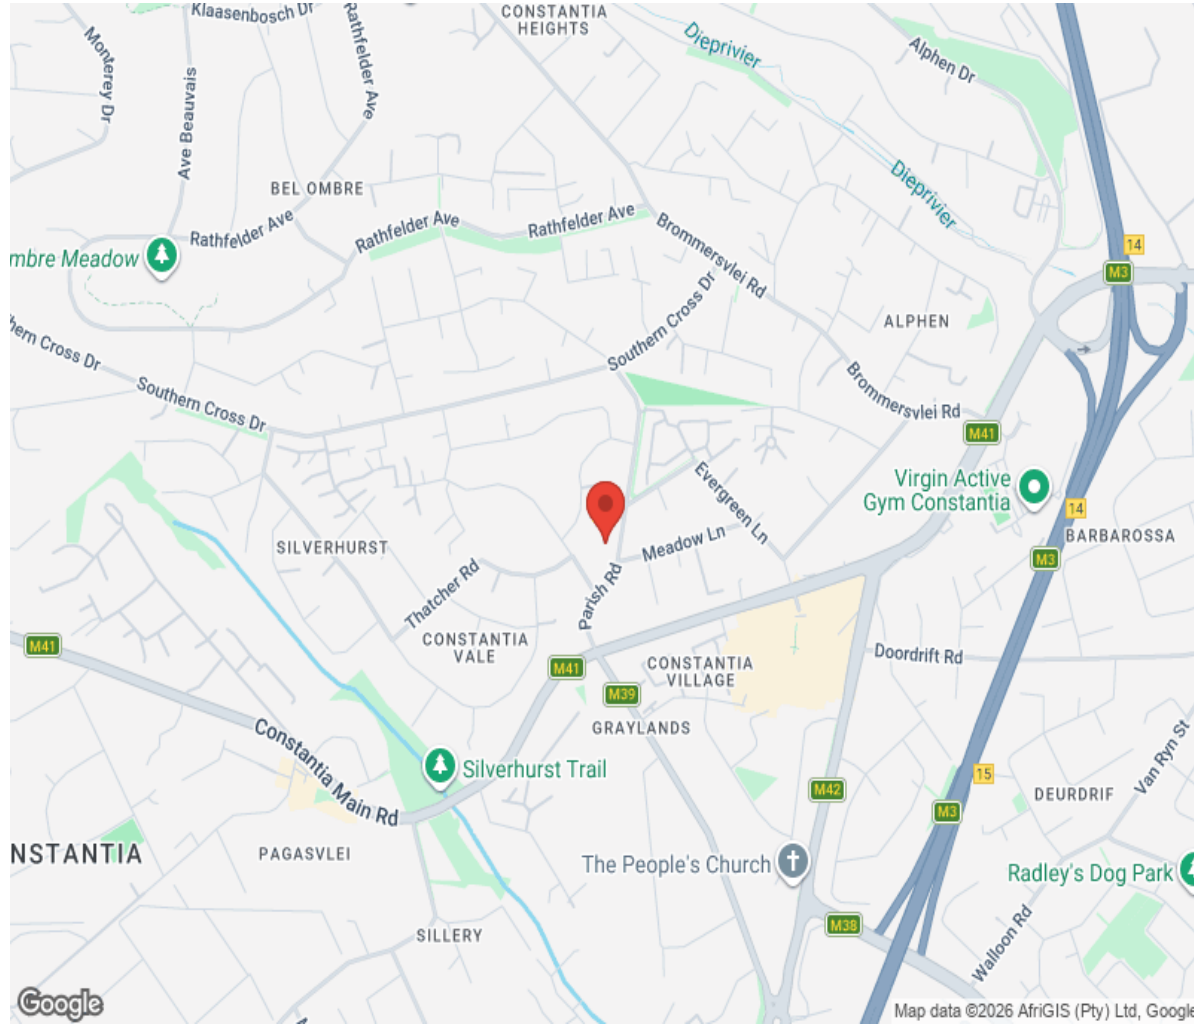 Klaasenbosch Dr
CONSTANTIA
HEIGHTS
Monterey Dr
Rathfelder Ave
Dieprivier
Alphen Dr
Ave Beauvais
BEL OMBRE
Dieprivier
Rathfelder Ave
Rathfelder Ave
Rathfelder Ave
Brommersvlei Rd
mbre Meadow
14
M3
Southern Cross Dr
ALPHEN
hern Cross Dr
Southern Cross Dr
Brommersvlei Rd
M41
Evergreen Ln
Virgin Active
Gym Constantia
14
BARBAROSSA
SILVERHURST
Meadow Ln
M3
Thatcher Rd
Parish Rd
M41
CONSTANTIA
VALE
M41
CONSTANTIA
VILLAGE
Doordrift Rd
M39
GRAYLANDS
Constantia Main Rd
Silverhurst Trail
15
Van Ryn St
M42
DEURDRIF
M3
NSTANTIA
PAGASVLEI
The People's Church
Radley's Dog Park
SILLERY
M38
Walloon Rd
Google
Map data ©2026 AfriGIS (Pty) Ltd, Google